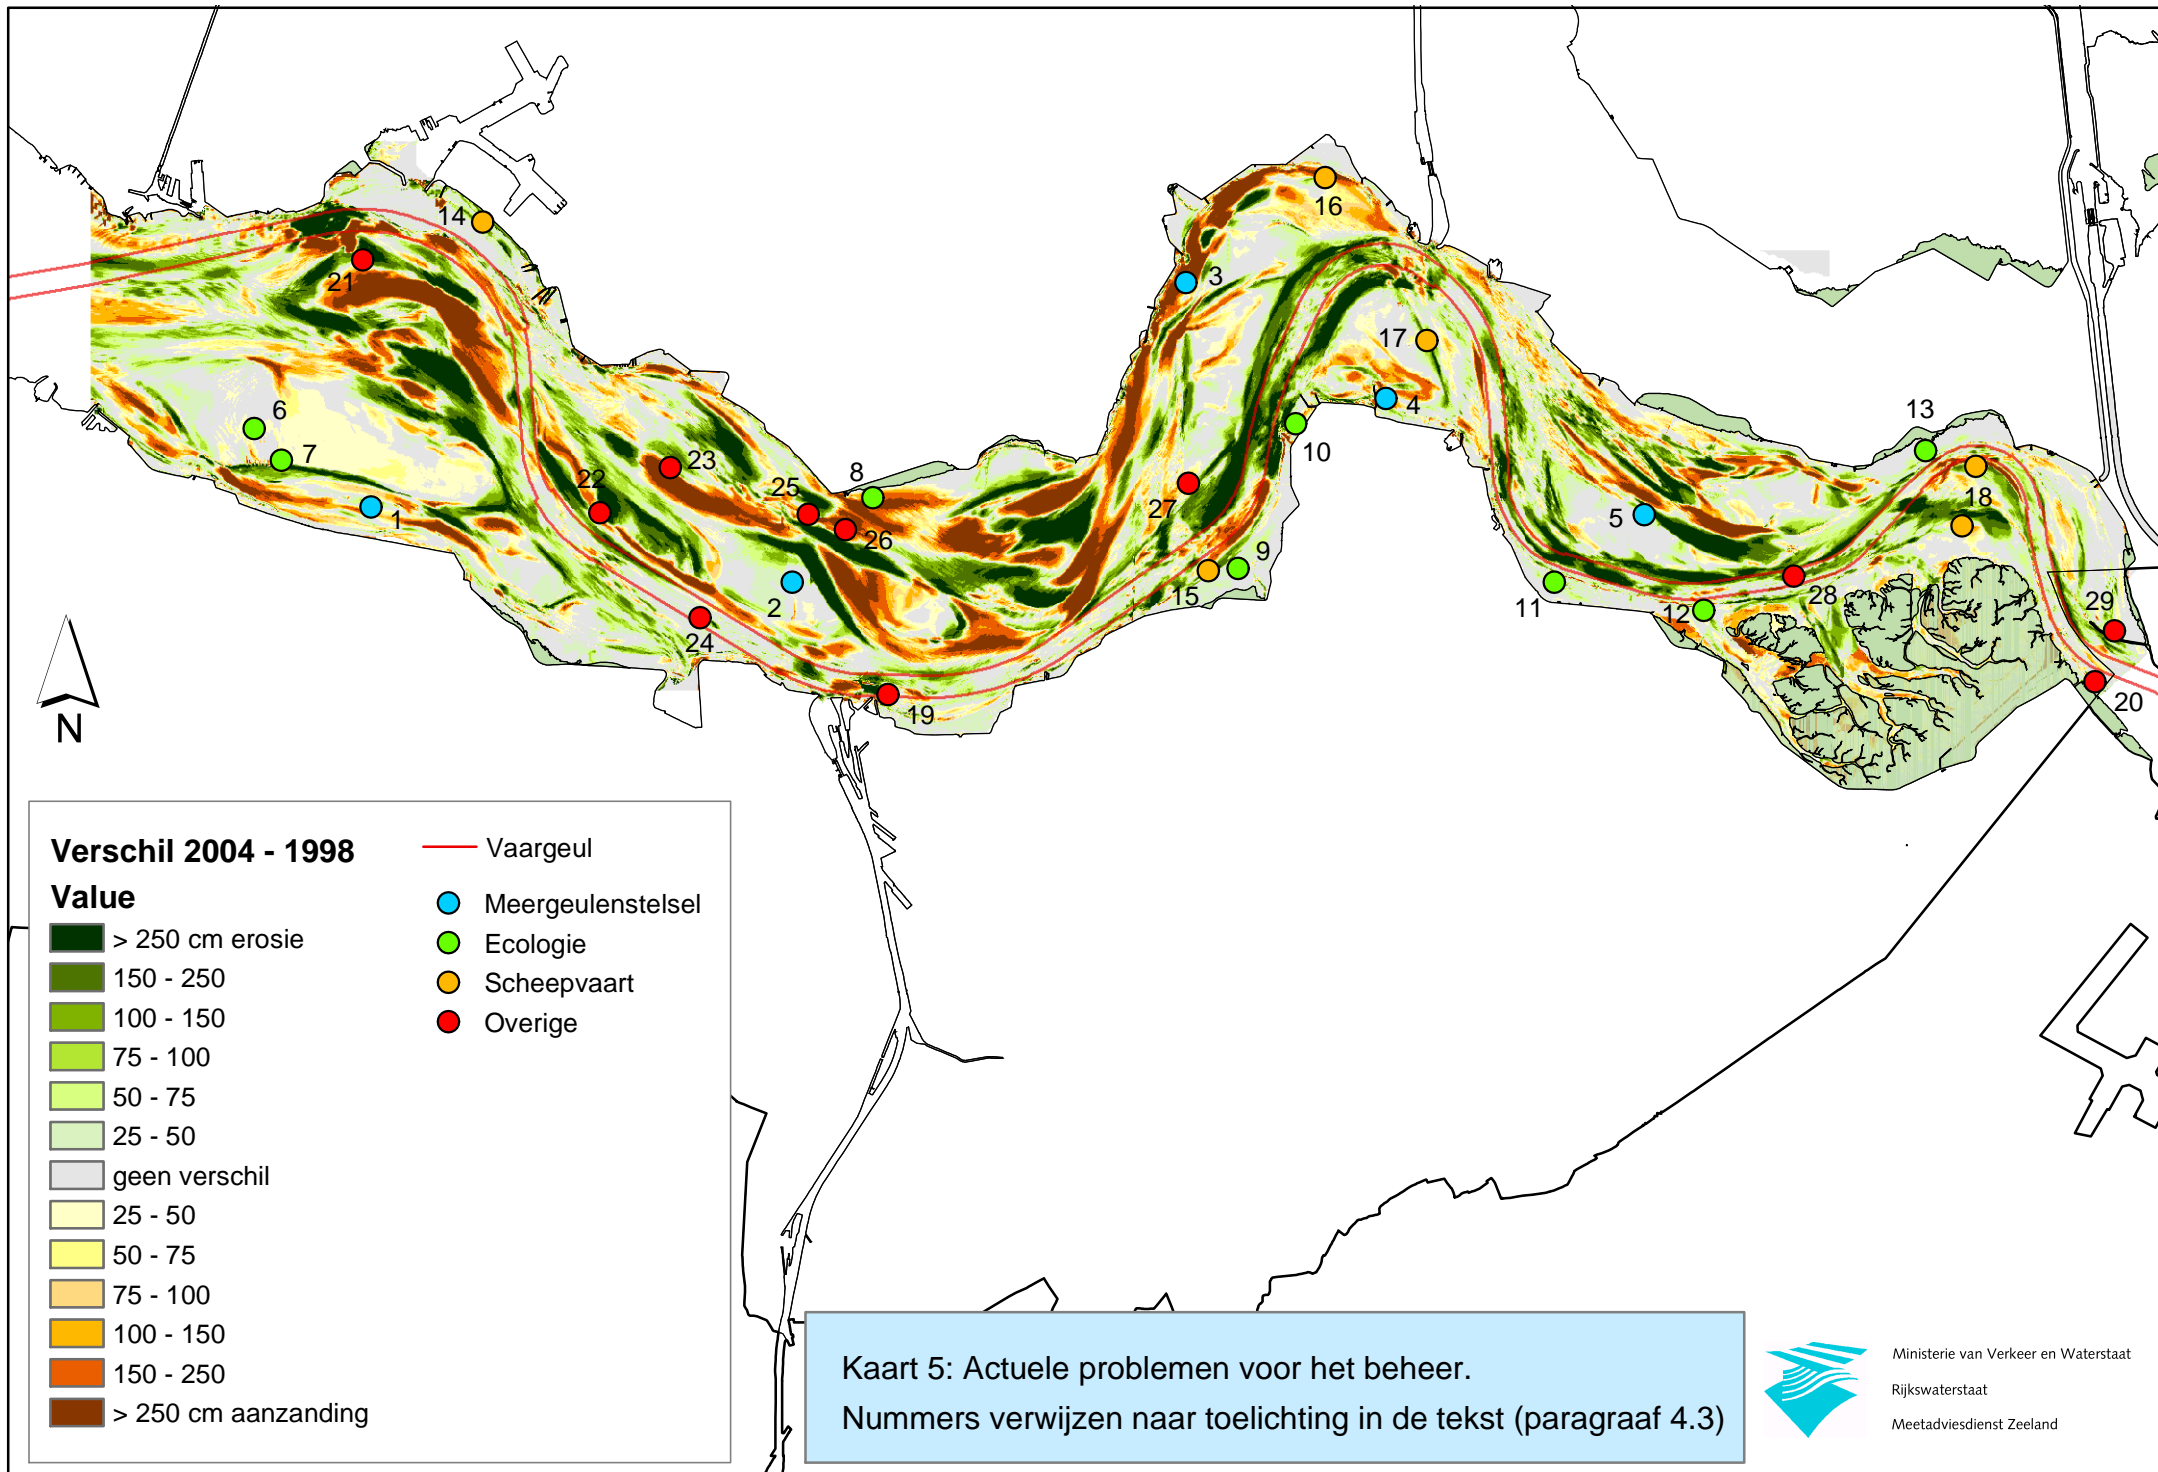 14
16
21
3
17
6
7
23
22
1
8
25
26
2
24
19
27
10
4
9
15
5
11
12
13
18
28
29
20
N
Verschil 2004 - 1998
Value
> 250 cm erosie
150 - 250
100 - 150
75 - 100
50 - 75
25 - 50
geen verschil
25 - 50
50 - 75
75 - 100
100 - 150
150 - 250
> 250 cm aanzanding
Vaargeul
Meergeulenstelsel
Ecologie
Scheepvaart
Overige
Kaart 5: Actuele problemen voor het beheer.
Nummers verwijzen naar toelichting in de tekst (paragraaf 4.3)
Ministerie van Verkeer en Waterstaat
Rijkswaterstaat
Meetadviesdienst Zeeland